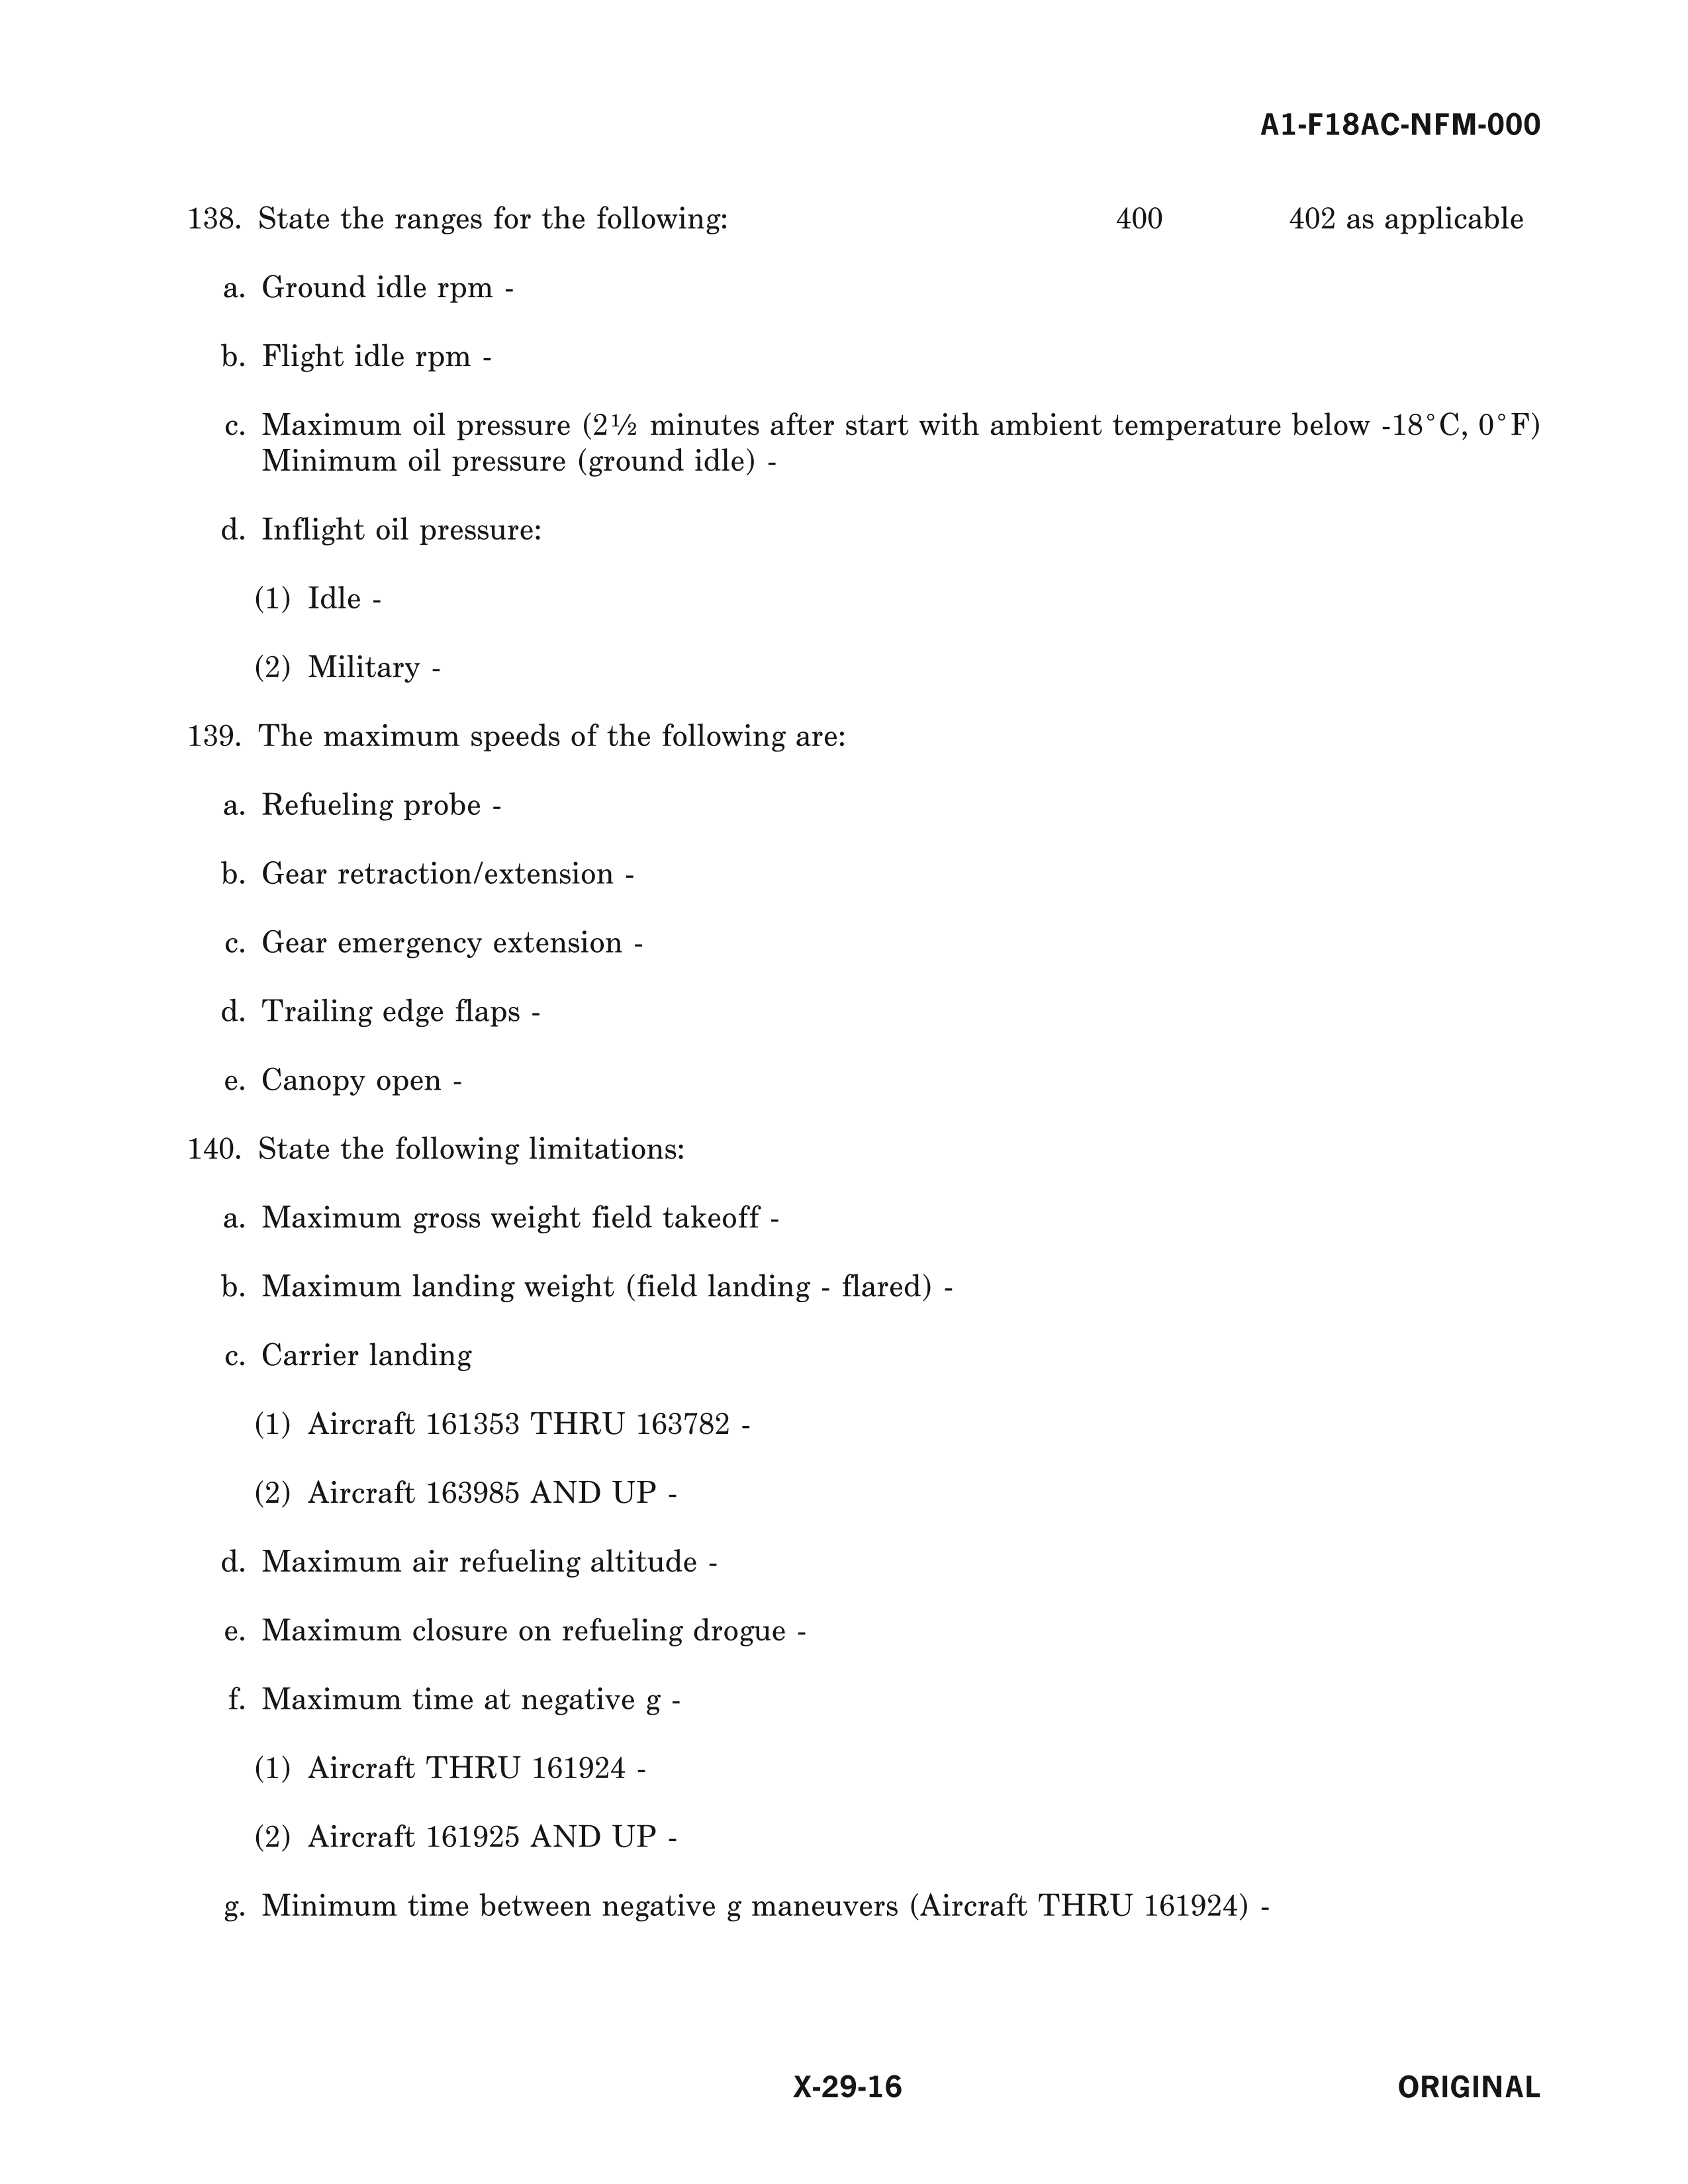 A1-F18AC-NFM-000
138. State the ranges for the following: 400 402 as applicable
a. Ground idle rpm -
b. Flight idle rpm -
c. Maximum oil pressure (2½ minutes after start with ambient temperature below -18°C, 0°F)
Minimum oil pressure (ground idle) -
d. Inflight oil pressure:
(1) Idle -
(2) Military -
139. The maximum speeds of the following are:
a. Refueling probe -
b. Gear retraction/extension -
c. Gear emergency extension -
d. Trailing edge flaps -
e. Canopy open -
140. State the following limitations:
a. Maximum gross weight field takeoff -
b. Maximum landing weight (field landing - flared) -
c. Carrier landing
(1) Aircraft 161353 THRU 163782 -
(2) Aircraft 163985 AND UP -
d. Maximum air refueling altitude -
e. Maximum closure on refueling drogue -
f. Maximum time at negative g -
(1) Aircraft THRU 161924 -
(2) Aircraft 161925 AND UP -
g. Minimum time between negative g maneuvers (Aircraft THRU 161924) -
X-29-16 ORIGINAL